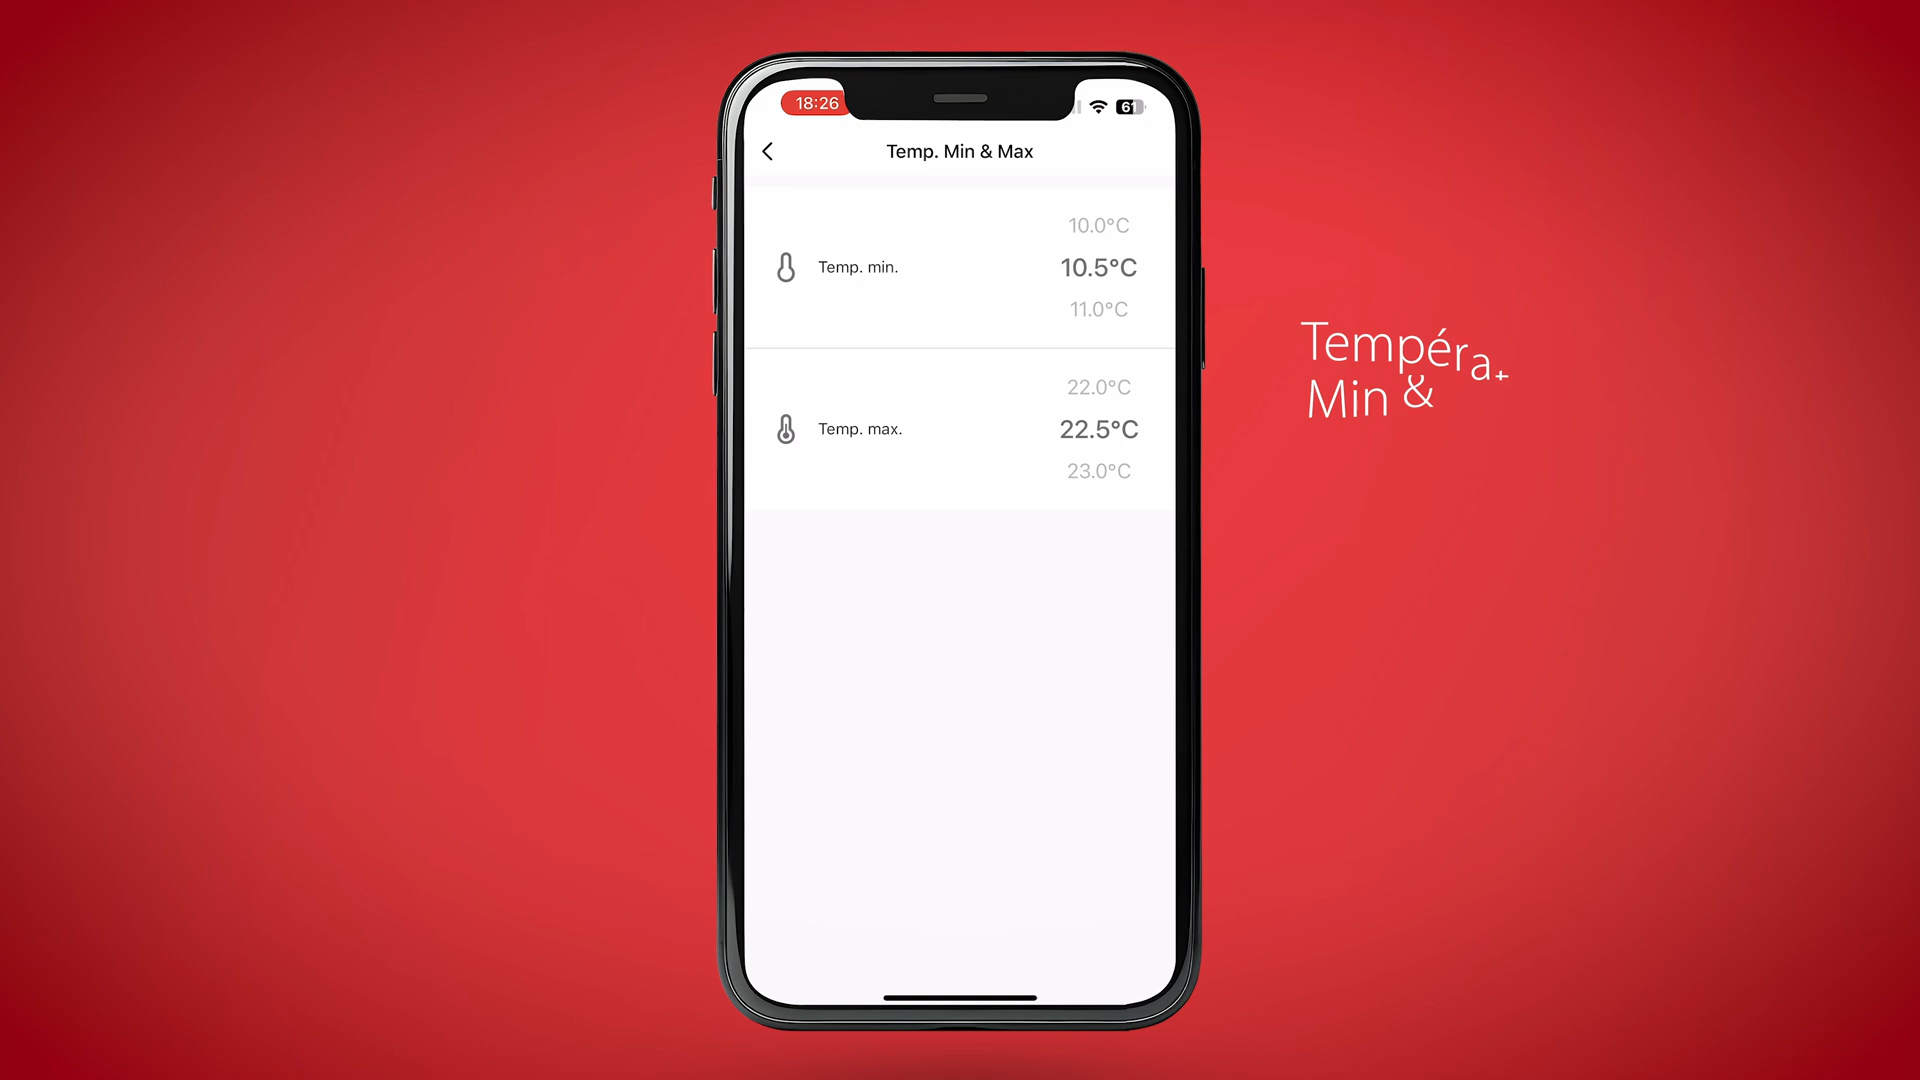 18:26
61
Temp. Min & Max
10.0°C
Temp. min.
10.5°C
11.0°C
22.0°C
Temp. max.
22.5°C
23.0°C
Tempéra
Min &